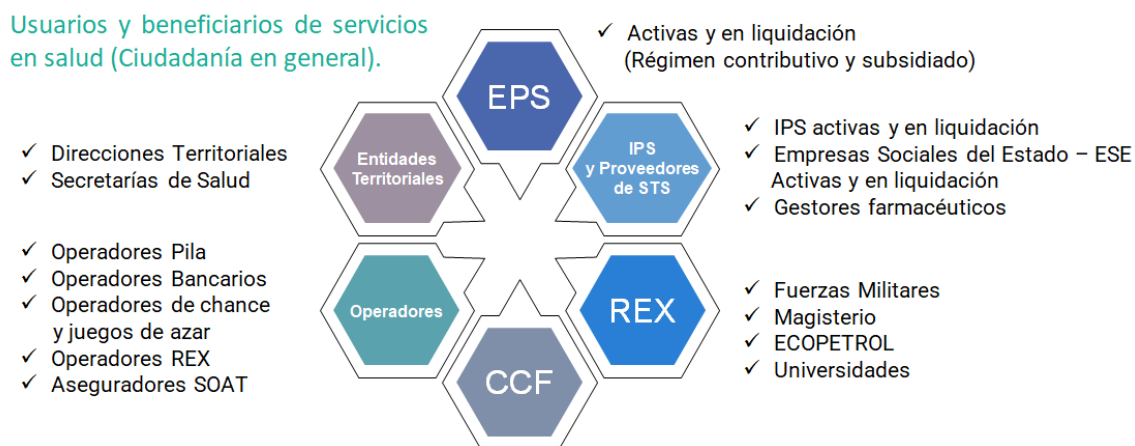 Usuarios y beneficiarios de servicios
en salud (Ciudadanía en general).
EPS
✓ Activas y en liquidación
(Régimen contributivo y subsidiado)
IPS
y Proveedores
de STS
✓ IPS activas y en liquidación
✓ Empresas Sociales del Estado – ESE
Activas y en liquidación
✓ Gestores farmacéuticos
REX
✓ Fuerzas Militares
✓ Magisterio
✓ ECOPETROL
✓ Universidades
CCF
Operadores
✓ Operadores Pila
✓ Operadores Bancarios
✓ Operadores de chance
y juegos de azar
✓ Operadores REX
✓ Aseguradores SOAT
Entidades
Territoriales
✓ Direcciones Territoriales
✓ Secretarías de Salud